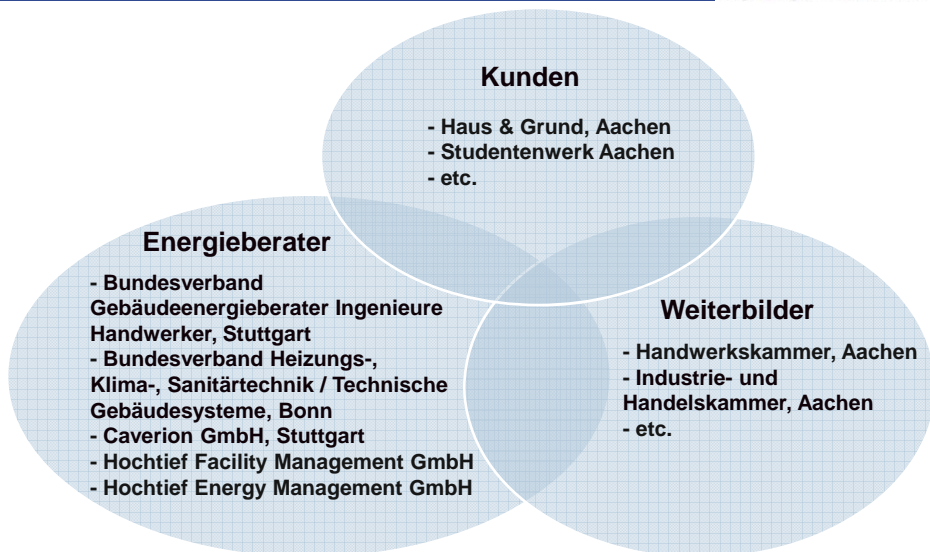 Kunden
- Haus & Grund, Aachen
- Studentenwerk Aachen
- etc.
Energieberater
- Bundesverband
Gebäudeenergieberater Ingenieure
Handwerker, Stuttgart
- Bundesverband Heizungs-,
Klima-, Sanitärtechnik / Technische
Gebäudesysteme, Bonn
- Caverion GmbH, Stuttgart
- Hochtief Facility Management GmbH
- Hochtief Energy Management GmbH
Weiterbilder
- Handwerkskammer, Aachen
- Industrie- und
Handelskammer, Aachen
- etc.